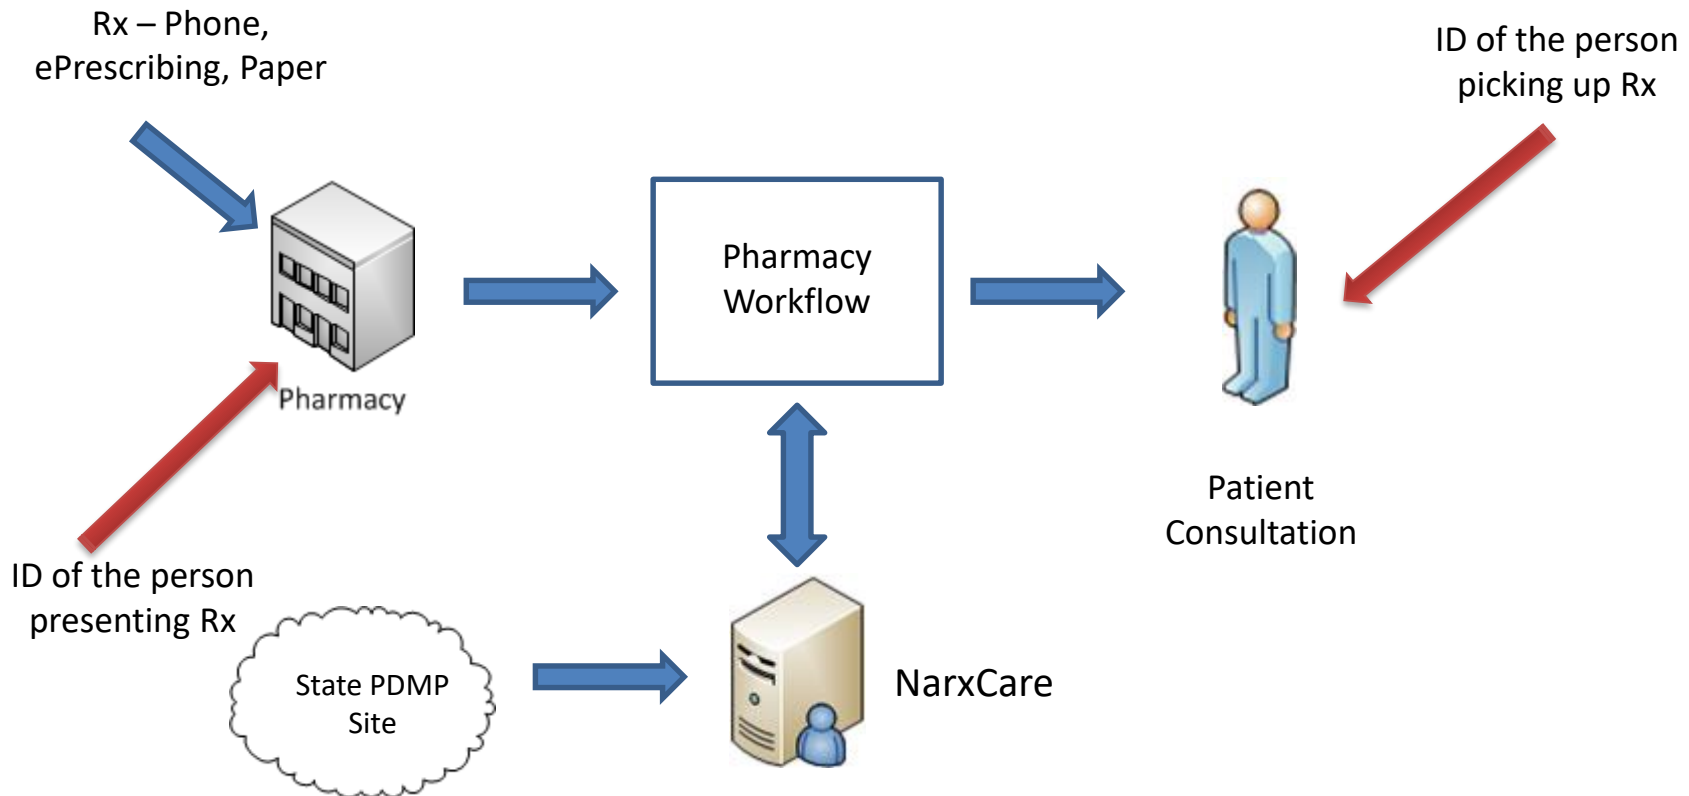 Rx – Phone,
ePrescribing, Paper
ID of the person
picking up Rx
Pharmacy
Workflow
Pharmacy
Patient
Consultation
ID of the person
presenting Rx
State PDMP
Site
NarxCare